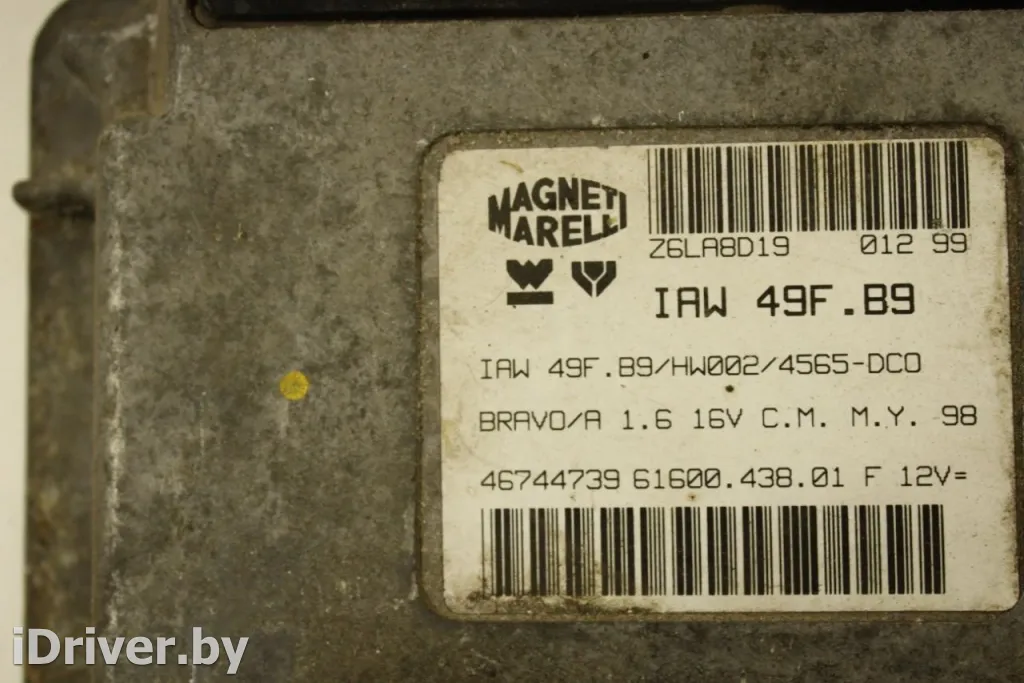 MAGNETI
MARELLI
Z6LA8D19 012 99
IAW 49F.B9
IAW 49F.B9/HW002/4565-DCO
BRAVO/A 1.6 16V C.M. M.Y. 98
46744739 61600.438.01 F 12V=
iDriver.by